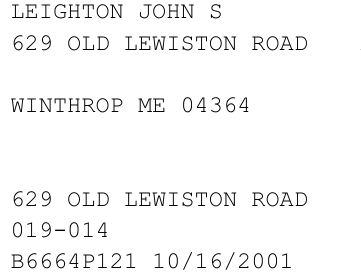 LEIGHTON JOHN S
629 OLD LEWISTON ROAD
WINTHROP ME 04364
629 OLD LEWISTON ROAD
019-014
B6664P121 10/16/2001